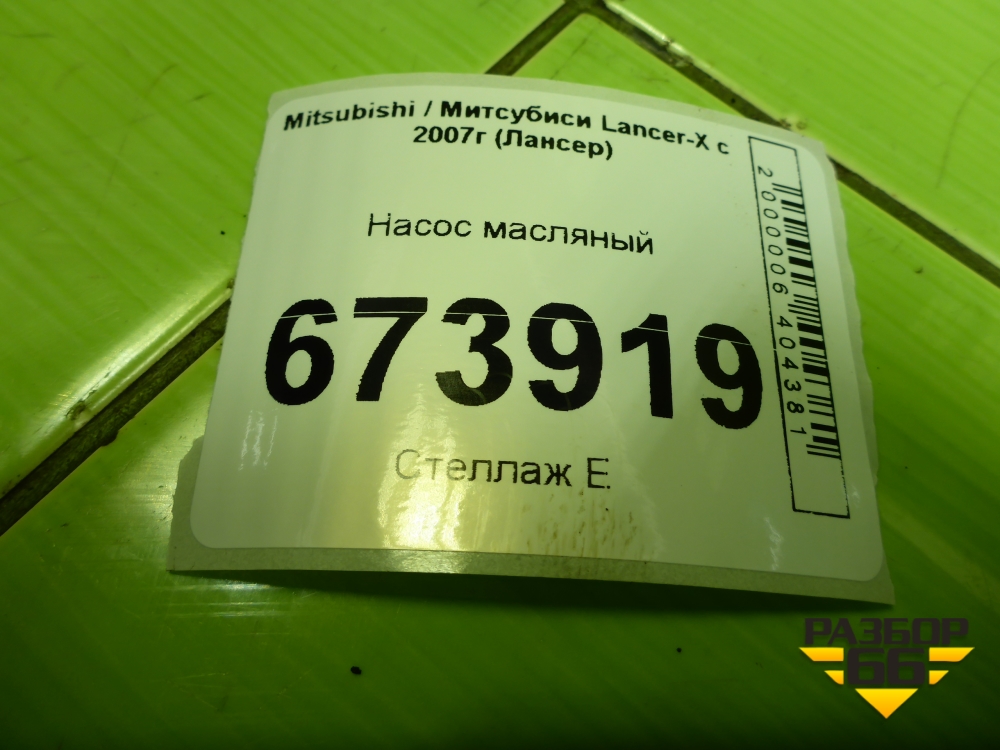 Mitsubishi / Митсубиси Lancer-X с
2007г (Лансер)
Насос масляный
673919
Стеллаж Е
2000006404381
РАЗБОР
66